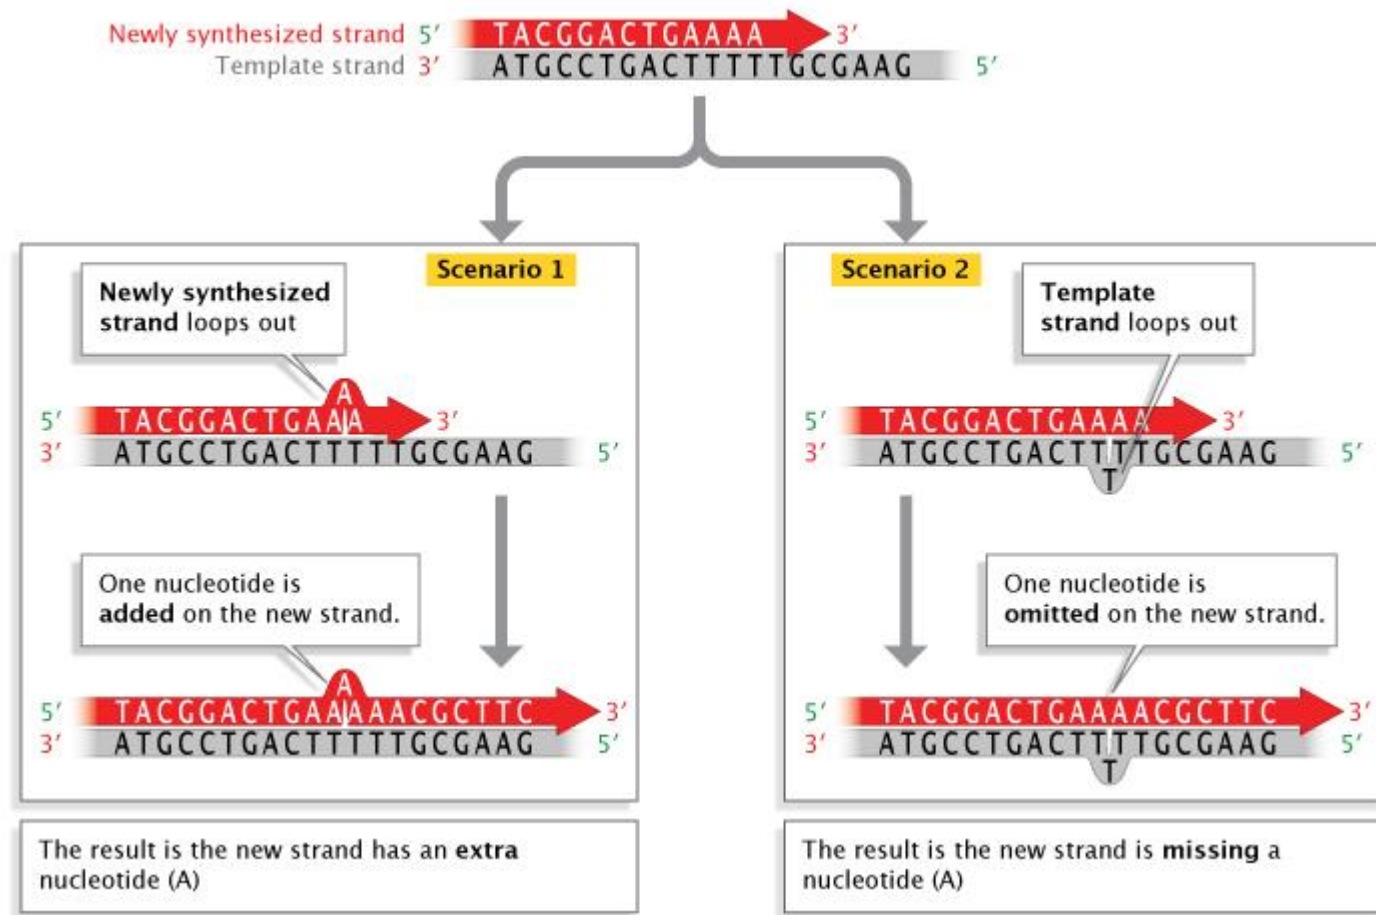 Newly synthesized strand 5′ TACGGACTGAAAA 3′
Template strand 3′ ATGCCTGACTTTTTGCGAAG 5′
Scenario 1
Newly synthesized
strand loops out
A
5′ TACGGACTGAAA 3′
3′ ATGCCTGACTTTTTGCGAAG 5′
One nucleotide is
added on the new strand.
A
5′ TACGGACTGAAAAACGCTTC 3′
3′ ATGCCTGACTTTTTGCGAAG 5′
The result is the new strand has an extra
nucleotide (A)
Scenario 2
Template
strand loops out
5′ TACGGACTGAAAA 3′
3′ ATGCCTGACTTTTGCGAAG 5′
T
One nucleotide is
omitted on the new strand.
5′ TACGGACTGAAAACGCTTC 3′
3′ ATGCCTGACTTTTGCGAAG 5′
T
The result is the new strand is missing a
nucleotide (A)